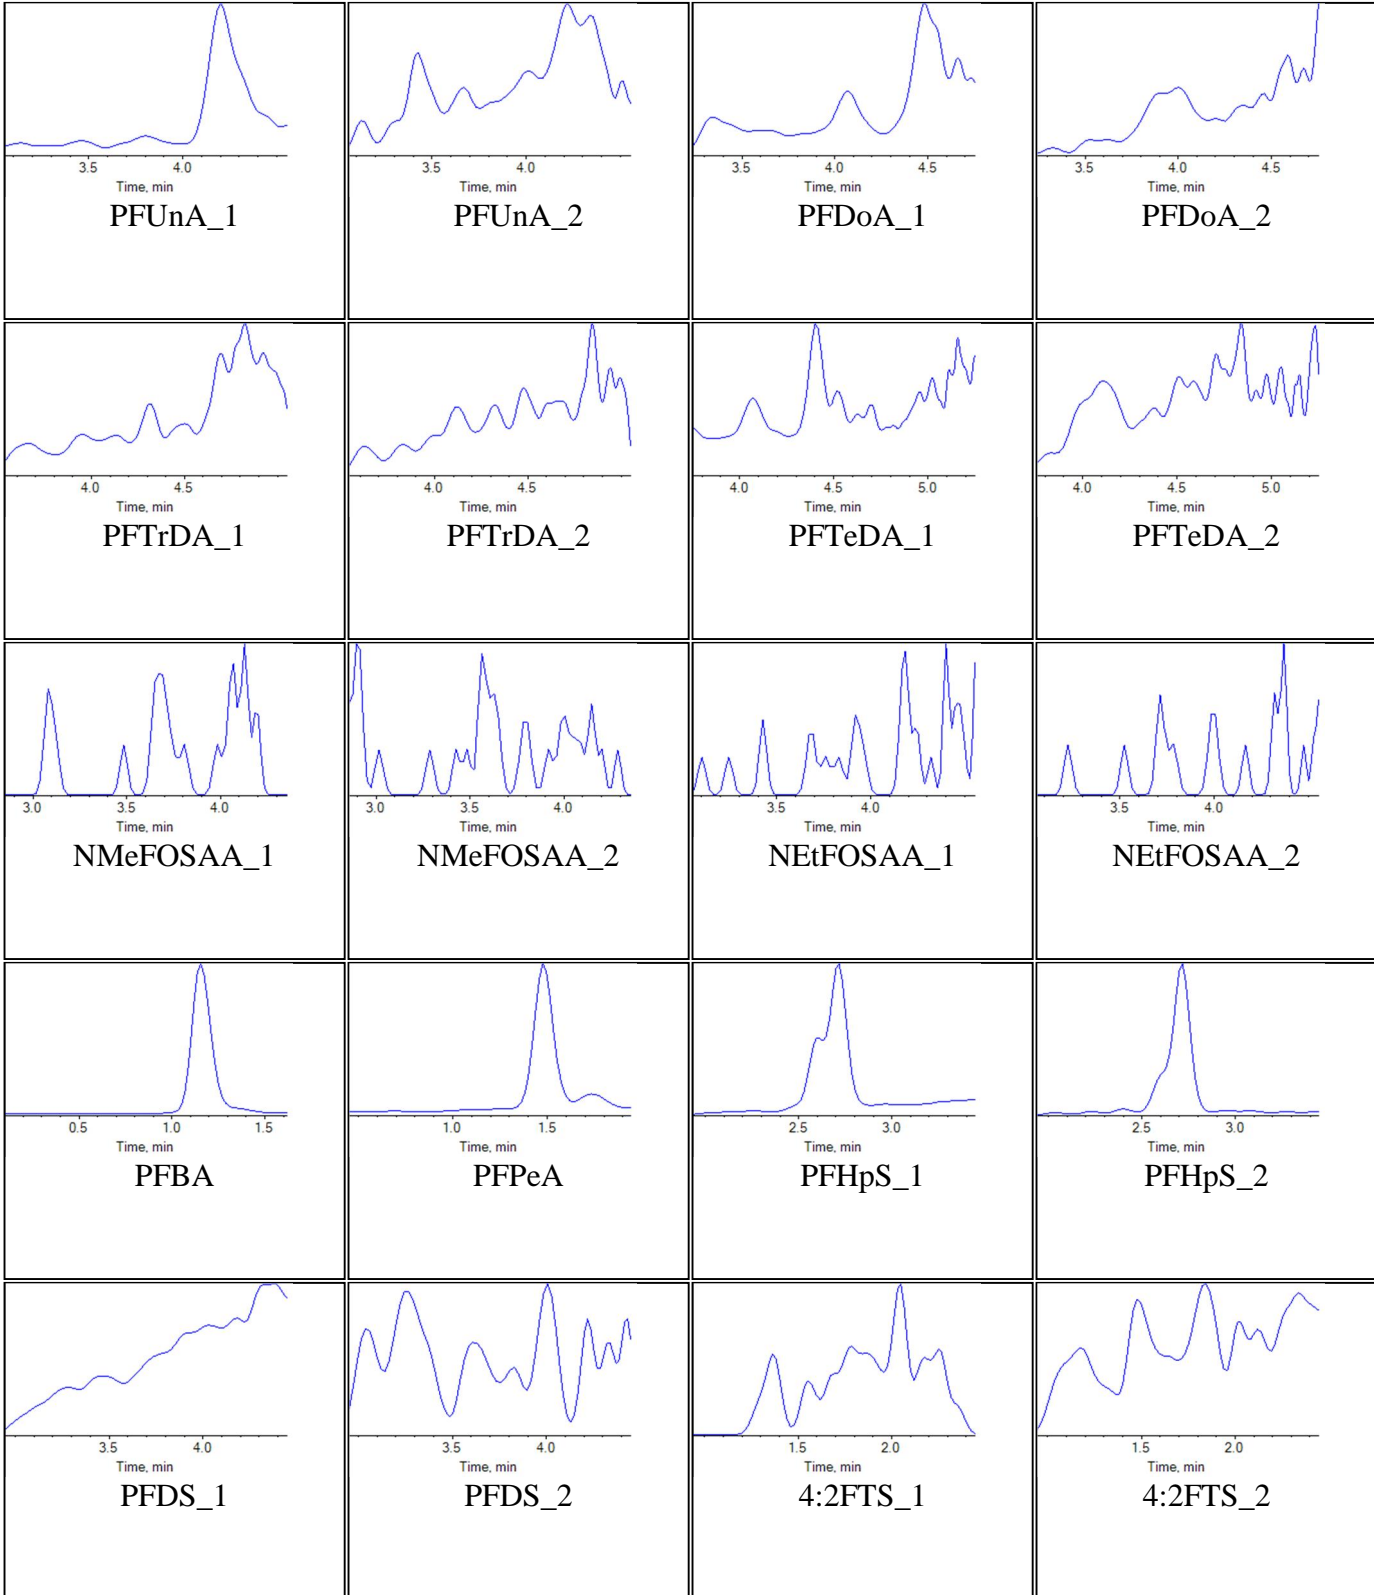 3.5 4.0
Time, min
PFUnA_1
3.5 4.0
Time, min
PFUnA_2
3.5 4.0 4.5
Time, min
PFDoA_1
3.5 4.0 4.5
Time, min
PFDoA_2
4.0 4.5
Time, min
PFTrDA_1
4.0 4.5
Time, min
PFTrDA_2
4.0 4.5 5.0
Time, min
PFTeDA_1
4.0 4.5 5.0
Time, min
PFTeDA_2
3.0 3.5 4.0
Time, min
NMeFOSAA_1
3.0 3.5 4.0
Time, min
NMeFOSAA_2
3.5 4.0
Time, min
NEtFOSAA_1
3.5 4.0
Time, min
NEtFOSAA_2
0.5 1.0 1.5
Time, min
PFBA
1.0 1.5
Time, min
PFPeA
2.5 3.0
Time, min
PFHpS_1
2.5 3.0
Time, min
PFHpS_2
3.5 4.0
Time, min
PFDS_1
3.5 4.0
Time, min
PFDS_2
1.5 2.0
Time, min
4:2FTS_1
1.5 2.0
Time, min
4:2FTS_2